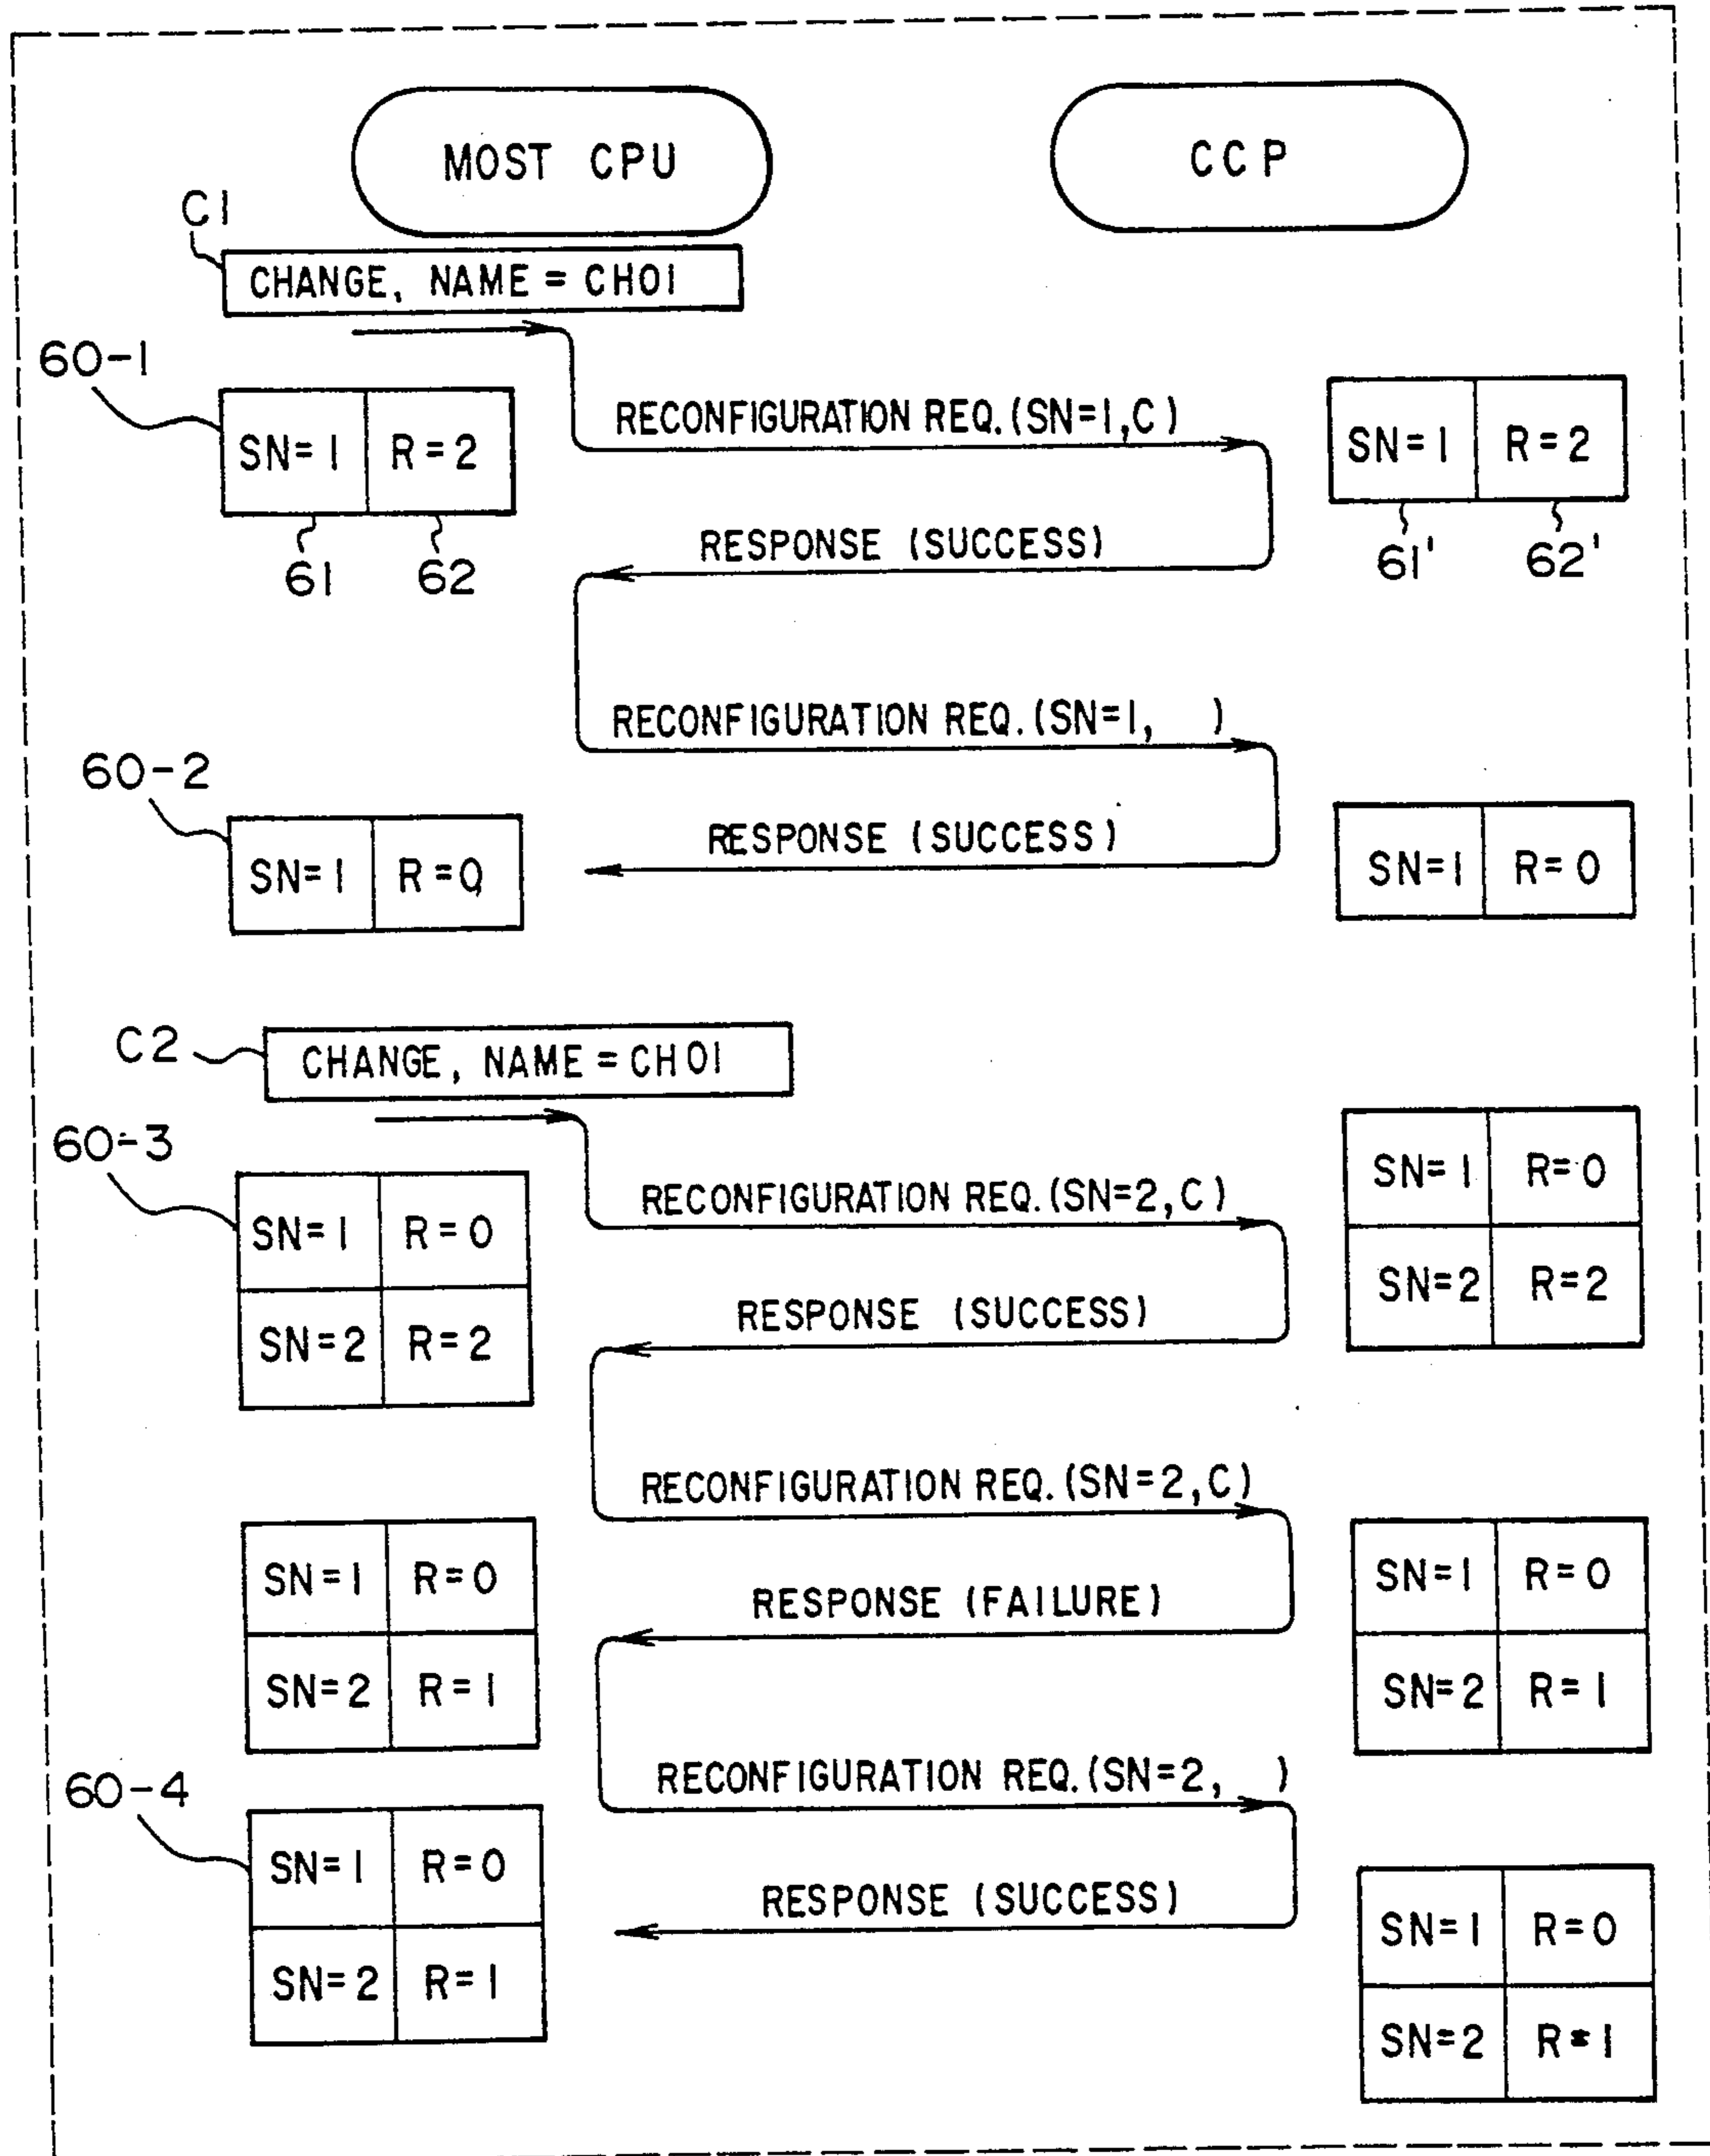 MOST CPU
CCP
C1
CHANGE, NAME = CH01
60-1
SN=1 R=2
RECONFIGURATION REQ.(SN=1,C)
SN=1 R=2
61 62
RESPONSE (SUCCESS)
61' 62'
RECONFIGURATION REQ.(SN=1, )
60-2
SN=1 R=0
RESPONSE (SUCCESS)
SN=1 R=0
C2
CHANGE, NAME = CH01
60-3
SN=1 R=0
SN=2 R=2
RECONFIGURATION REQ.(SN=2,C)
RESPONSE (SUCCESS)
SN=1 R=0
SN=2 R=2
RECONFIGURATION REQ.(SN=2,C)
SN=1 R=0
SN=2 R=1
RESPONSE (FAILURE)
SN=1 R=0
SN=2 R=1
RECONFIGURATION REQ.(SN=2, )
60-4
SN=1 R=0
SN=2 R=1
RESPONSE (SUCCESS)
SN=1 R=0
SN=2 R=1